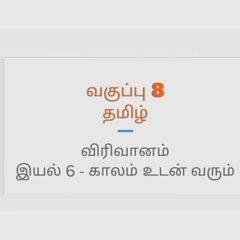 வகுப்பு 8
தமிழ்
விரிவானம்
இயல் 6 - காலம் உடன் வரும்